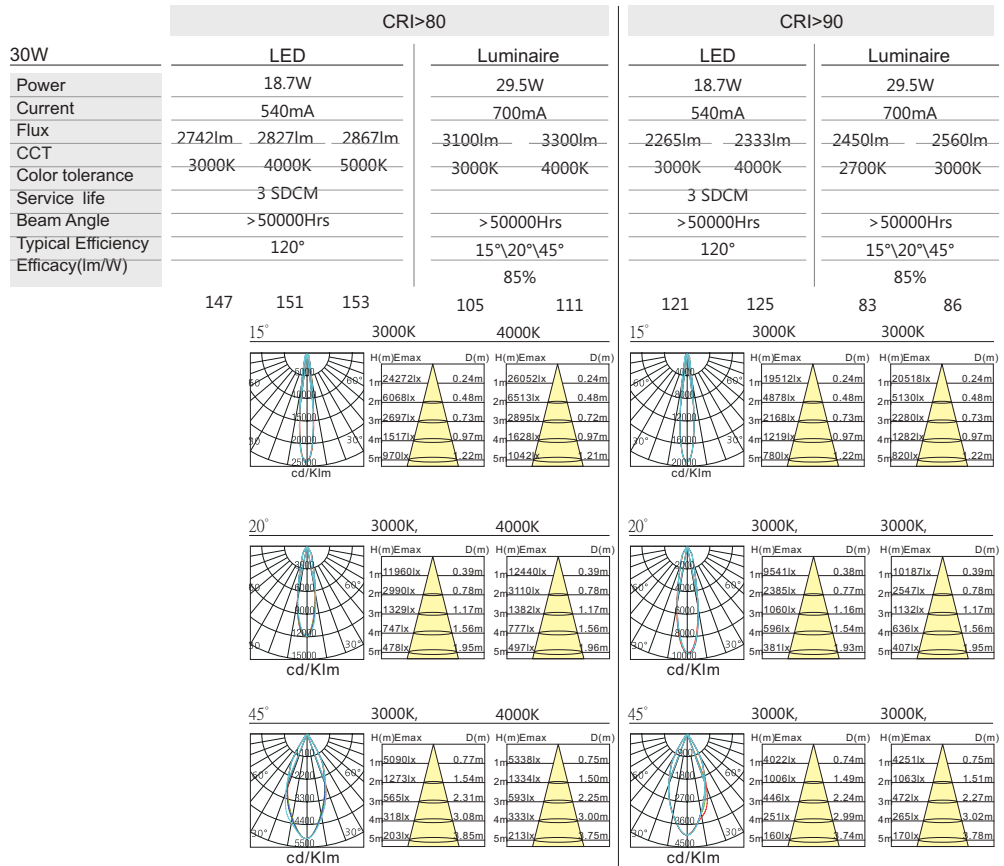 CRI>80 CRI>90
30W LED Luminaire LED Luminaire
Power 18.7W 29.5W 18.7W 29.5W
Current 540mA 700mA 540mA 700mA
Flux 2742lm 2827lm 2867lm 3100lm 3300lm 2265lm 2333lm 2450lm 2560lm
CCT 3000K 4000K 5000K 3000K 4000K 3000K 4000K 2700K 3000K
Color tolerance 3 SDCM 3 SDCM
Service life >50000Hrs >50000Hrs >50000Hrs >50000Hrs
Beam Angle 120° 15°\20°\45° 120° 15°\20°\45°
Typical Efficiency 85% 85%
Efficacy(lm/W) 147 151 153 105 111 121 125 83 86
15° 3000K 4000K 15° 3000K 3000K
H(m)Emax D(m) H(m)Emax D(m) H(m)Emax D(m) H(m)Emax D(m)
1m 24272lx 0.24m 1m 26052lx 0.24m 1m 19512lx 0.24m 1m 20518lx 0.24m
2m 6068lx 0.48m 2m 6513lx 0.48m 2m 4878lx 0.48m 2m 5130lx 0.48m
3m 2697lx 0.73m 3m 2895lx 0.72m 3m 2168lx 0.73m 3m 2280lx 0.73m
4m 1517lx 0.97m 4m 1628lx 0.97m 4m 1219lx 0.97m 4m 1282lx 0.97m
5m 970lx 1.22m 5m 1042lx 1.21m 5m 780lx 1.22m 5m 820lx 1.22m
cd/Klm cd/Klm
20° 3000K, 4000K 20° 3000K, 3000K,
H(m)Emax D(m) H(m)Emax D(m) H(m)Emax D(m) H(m)Emax D(m)
1m 11960lx 0.39m 1m 12440lx 0.39m 1m 9541lx 0.38m 1m 10187lx 0.39m
2m 2990lx 0.78m 2m 3110lx 0.78m 2m 2385lx 0.77m 2m 2547lx 0.78m
3m 1329lx 1.17m 3m 1382lx 1.17m 3m 1060lx 1.16m 3m 1132lx 1.17m
4m 747lx 1.56m 4m 777lx 1.56m 4m 596lx 1.54m 4m 636lx 1.56m
5m 478lx 1.95m 5m 497lx 1.96m 5m 381lx 1.93m 5m 407lx 1.95m
cd/Klm cd/Klm
45° 3000K, 4000K 45° 3000K, 3000K,
H(m)Emax D(m) H(m)Emax D(m) H(m)Emax D(m) H(m)Emax D(m)
1m 5090lx 0.77m 1m 5338lx 0.75m 1m 4022lx 0.74m 1m 4251lx 0.75m
2m 1273lx 1.54m 2m 1334lx 1.50m 2m 1006lx 1.49m 2m 1063lx 1.51m
3m 565lx 2.31m 3m 593lx 2.25m 3m 446lx 2.24m 3m 472lx 2.27m
4m 318lx 3.08m 4m 333lx 3.00m 4m 251lx 2.99m 4m 265lx 3.02m
5m 203lx 3.85m 5m 213lx 3.75m 5m 160lx 3.74m 5m 170lx 3.78m
cd/Klm cd/Klm